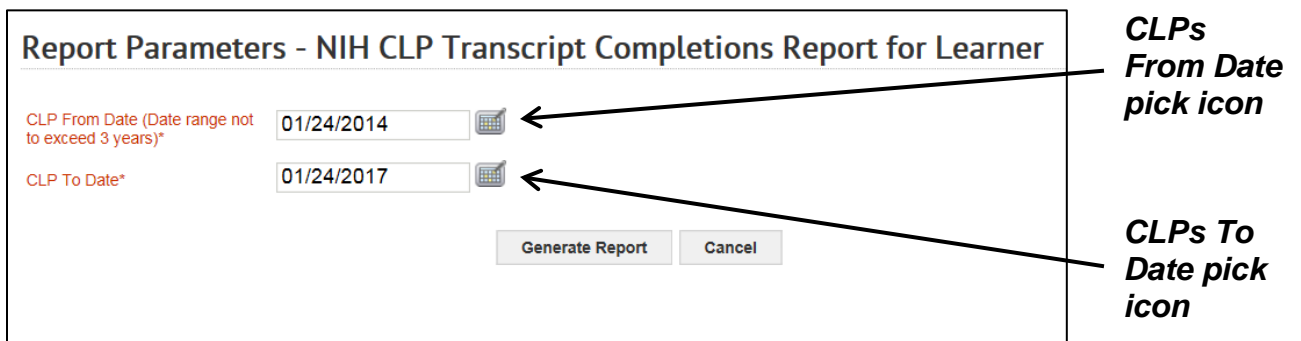 Report Parameters - NIH CLP Transcript Completions Report for Learner
CLP From Date (Date range not
to exceed 3 years)*
01/24/2014
CLP To Date*
01/24/2017
Generate Report
Cancel
CLPs
From Date
pick icon
CLPs To
Date pick
icon